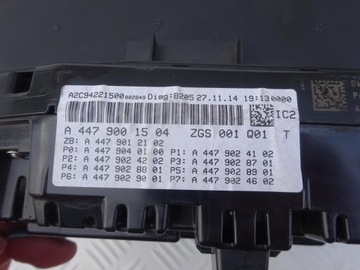 A2C94221500002949 Diag:8205 27.11.14 19:13 0000
IC2
A 447 900 15 04 ZGS 001 Q01 T
ZB: A 447 901 21 02
P0: A 447 904 01 00 P1: A 447 902 41 02
P2: A 447 902 42 02 P3: A 447 902 87 01
P4: A 447 902 88 01 P5: A 447 902 89 01
P6: A 447 902 90 01 P7: A 447 902 46 02